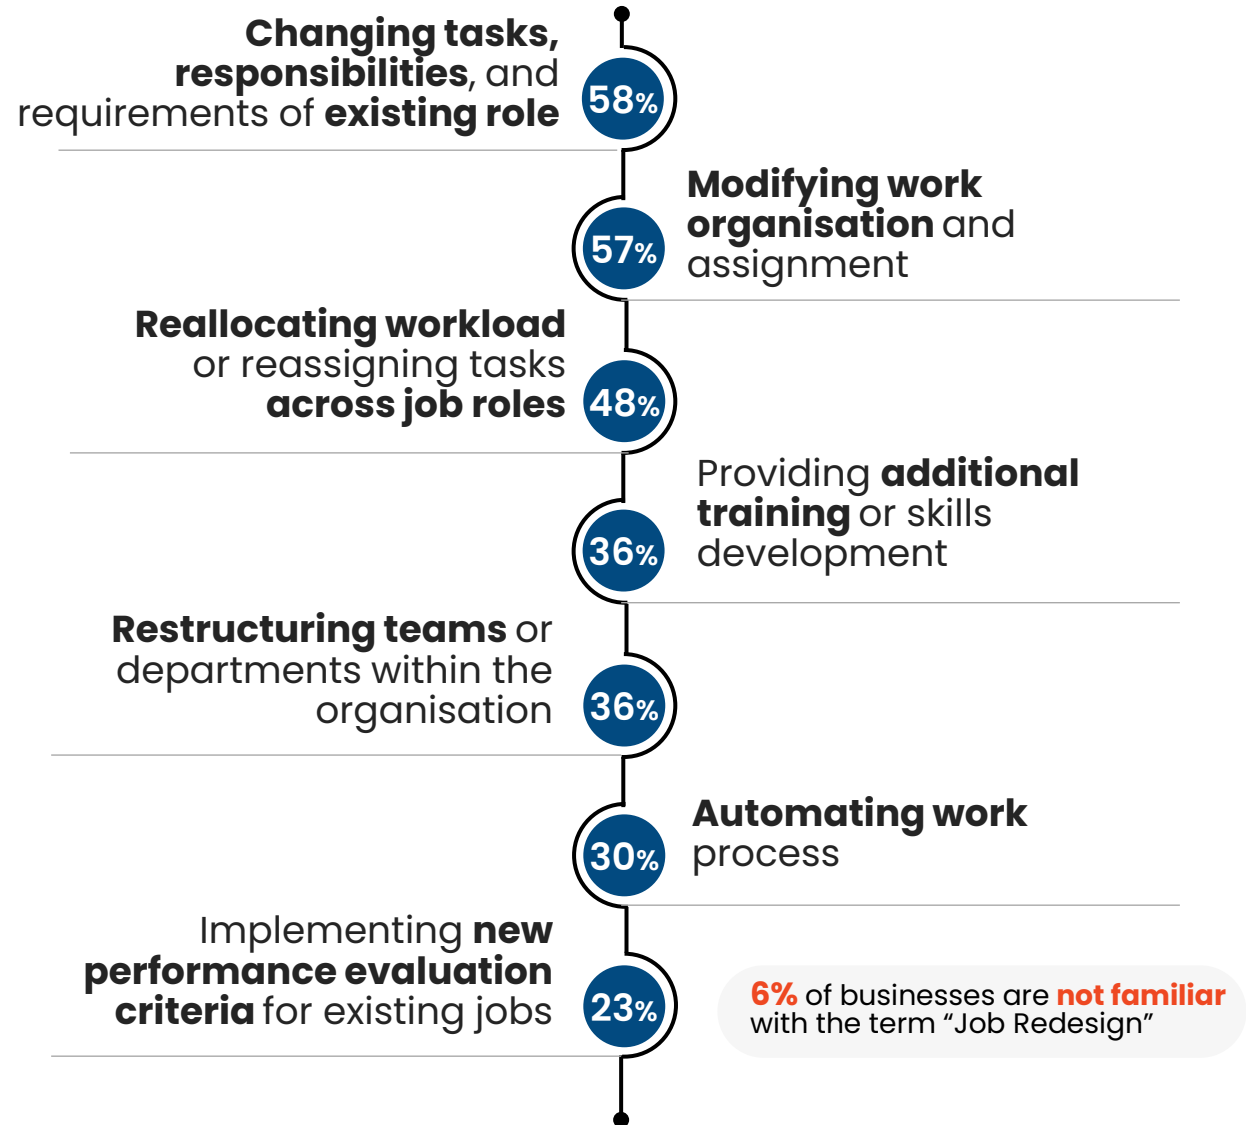 Changing tasks,
responsibilities, and
requirements of existing role
58%
Modifying work
organisation and
assignment
57%
Reallocating workload
or reassigning tasks
across job roles
48%
Providing additional
training or skills
development
36%
Restructuring teams or
departments within the
organisation
36%
Automating work
process
30%
Implementing new
performance evaluation
criteria for existing jobs
23%
6% of businesses are not familiar
with the term “Job Redesign”